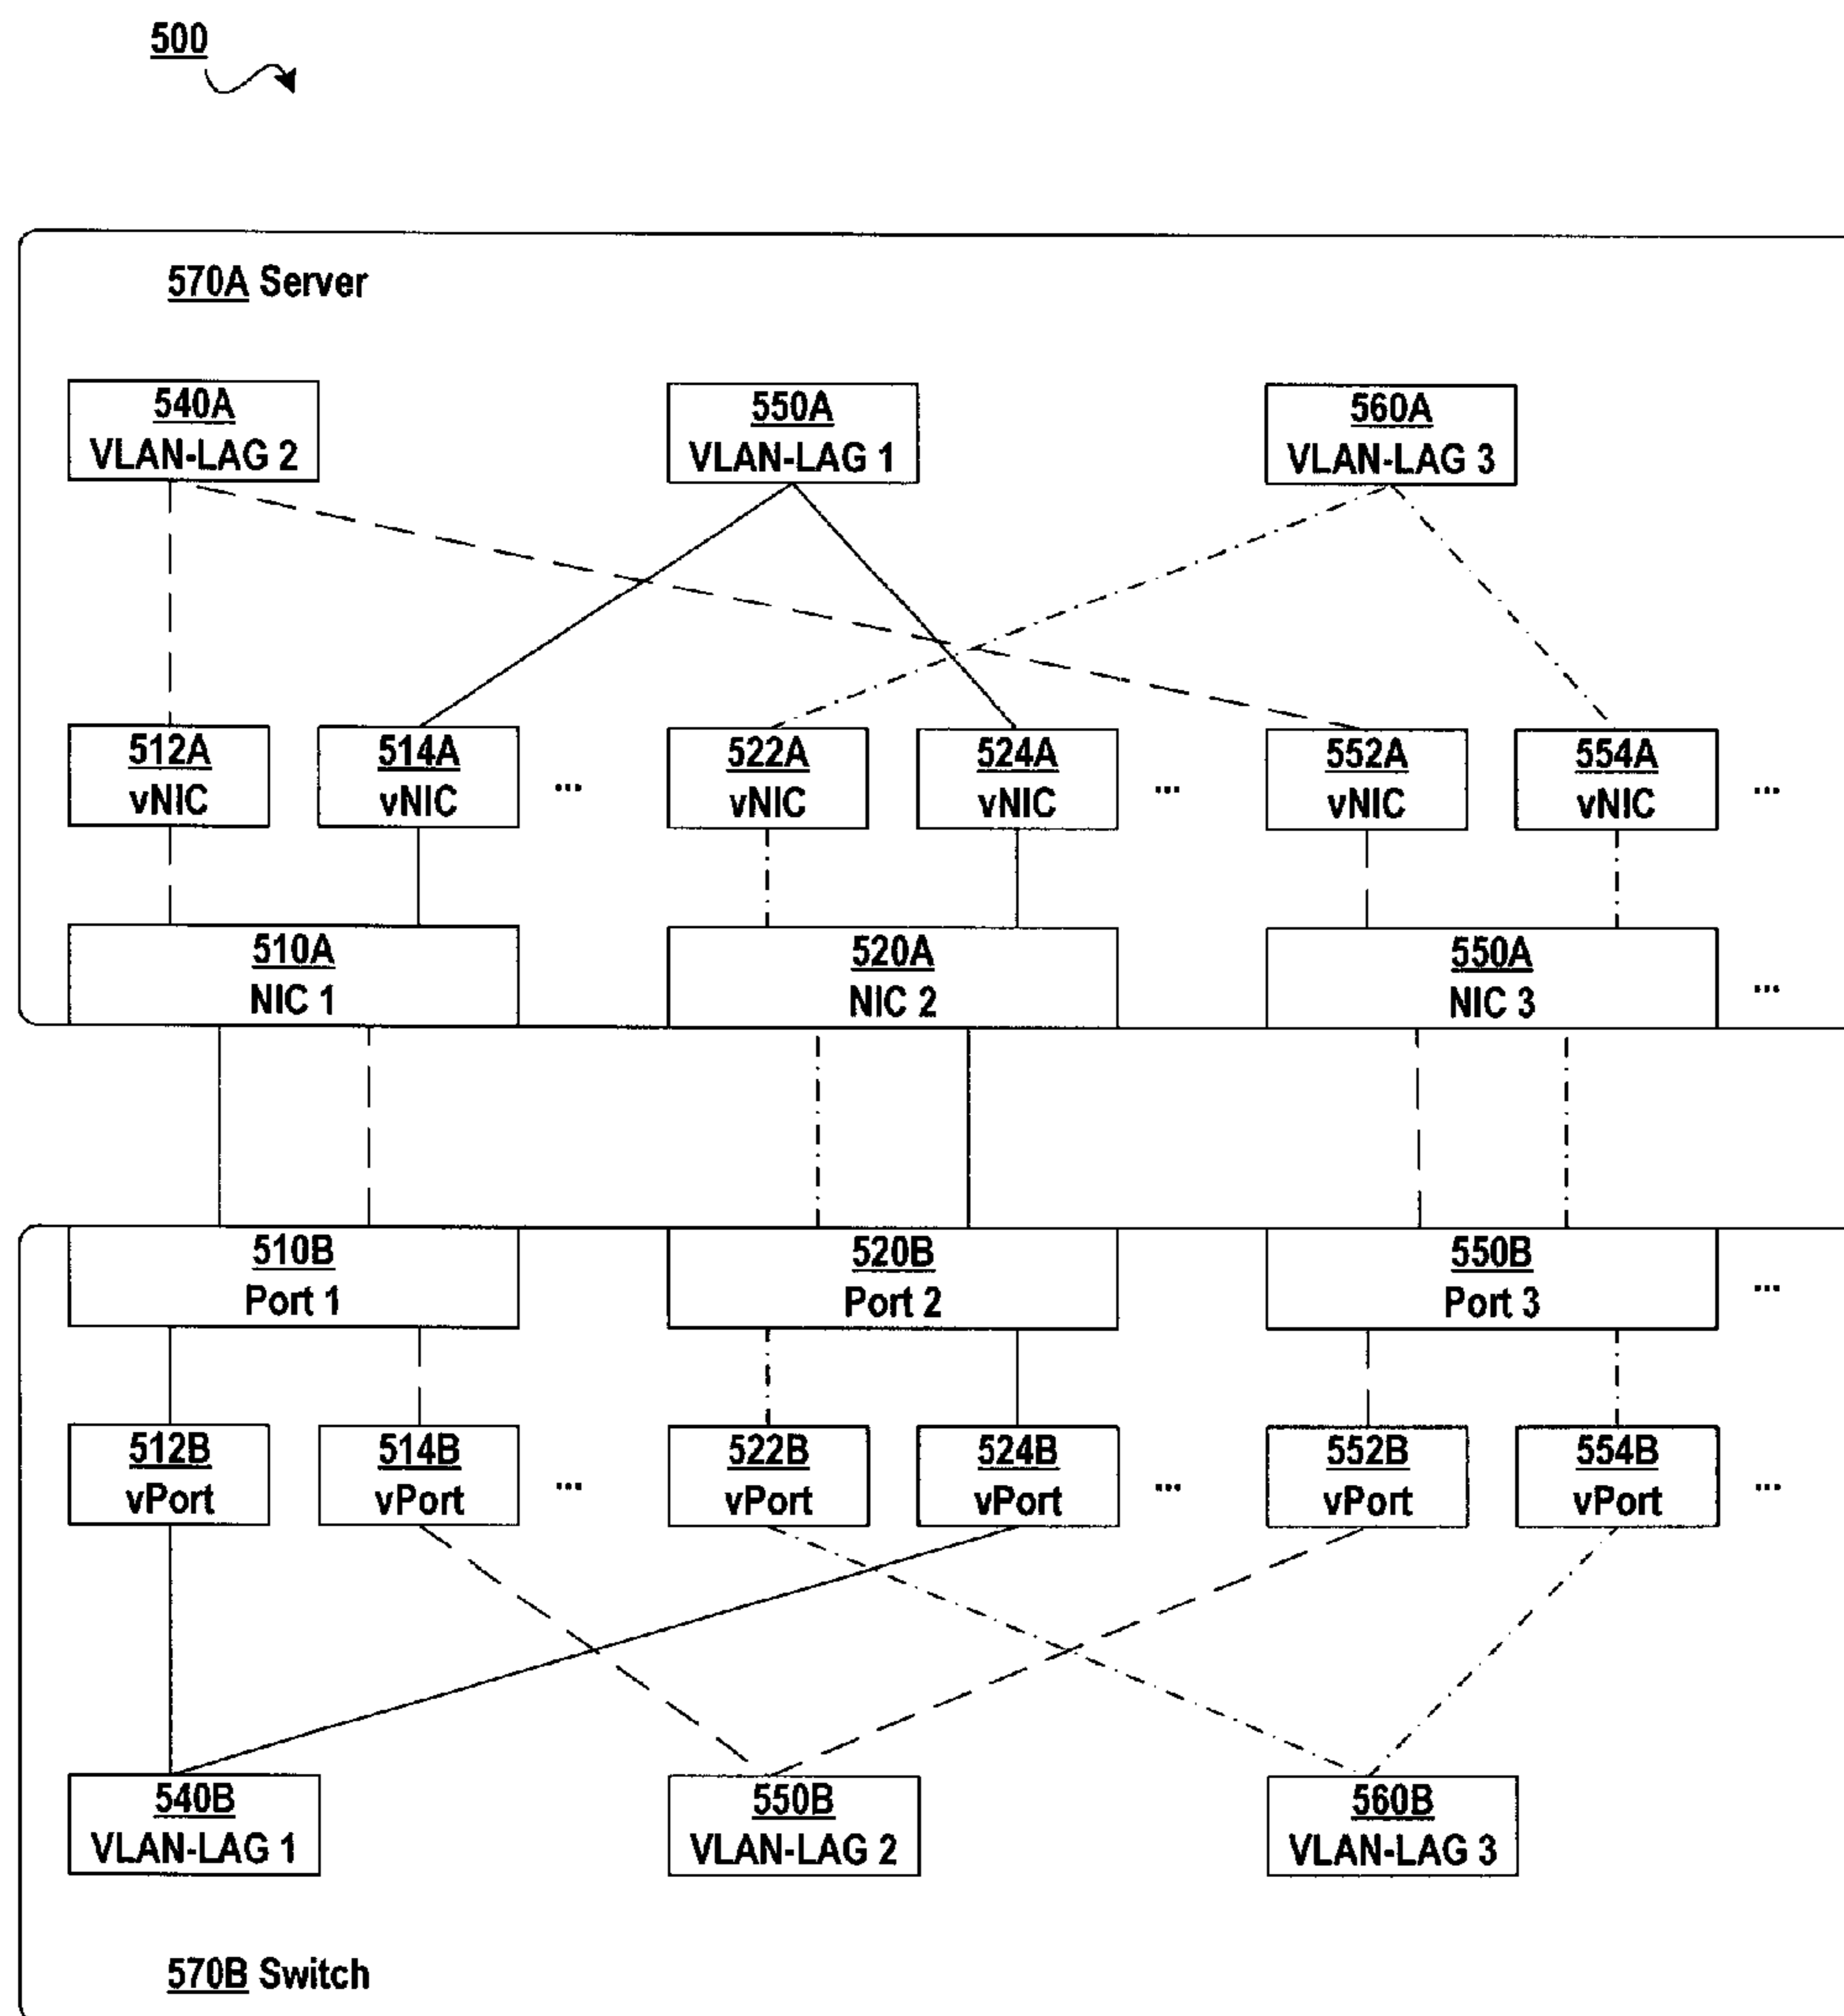 500
570A Server
540A
VLAN-LAG 2
550A
VLAN-LAG 1
560A
VLAN-LAG 3
512A
vNIC
514A
vNIC
...
522A
vNIC
524A
vNIC
...
552A
vNIC
554A
vNIC
...
510A
NIC 1
520A
NIC 2
550A
NIC 3
...
510B
Port 1
520B
Port 2
550B
Port 3
...
512B
vPort
514B
vPort
...
522B
vPort
524B
vPort
...
552B
vPort
554B
vPort
...
540B
VLAN-LAG 1
550B
VLAN-LAG 2
560B
VLAN-LAG 3
570B Switch